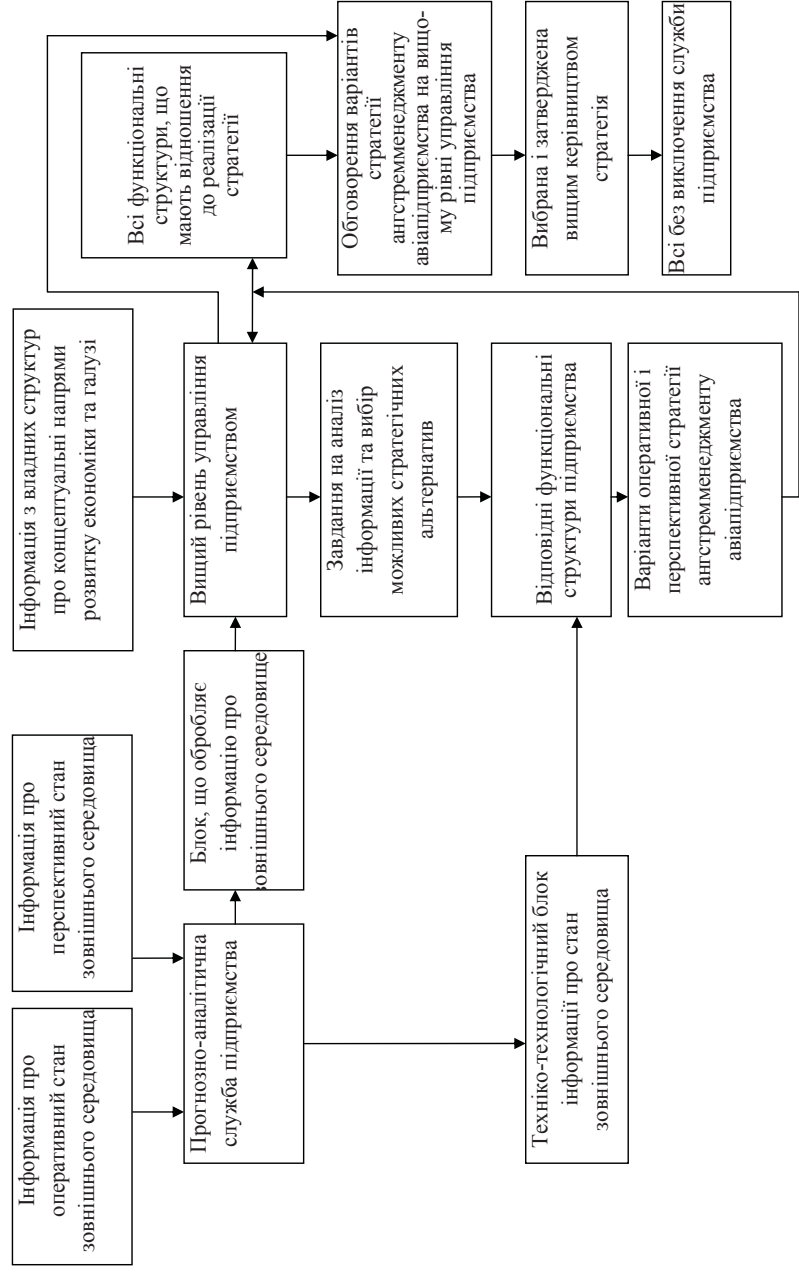 Інформація про
оперативний стан
зовнішнього середовища
Інформація про
перспективний стан
зовнішнього середовища
Інформація з владних структур
про концептуальні напрями
розвитку економіки та галузі
Прогнозно-аналітична
служба підприємства
Блок, що обробляє
інформацію про
зовнішнього середовище
Вищий рівень управління
підприємством
Всі функціональні
структури, що
мають відношення
до реалізації
стратегії
Завдання на аналіз
інформації та вибір
можливих стратегічних
альтернатив
Обговорення варіантів
стратегії
ангстремменеджменту
авіапідприємства на вищо-
му рівні управління
підприємства
Техніко-технологічний блок
інформації про стан
зовнішнього середовища
Відповідні функціональні
структури підприємства
Вибрана і затверджена
вищим керівництвом
стратегія
Варіанти оперативної і
перспективної стратегії
ангстремменеджменту
авіапідприємства
Всі без виключення служби
підприємства